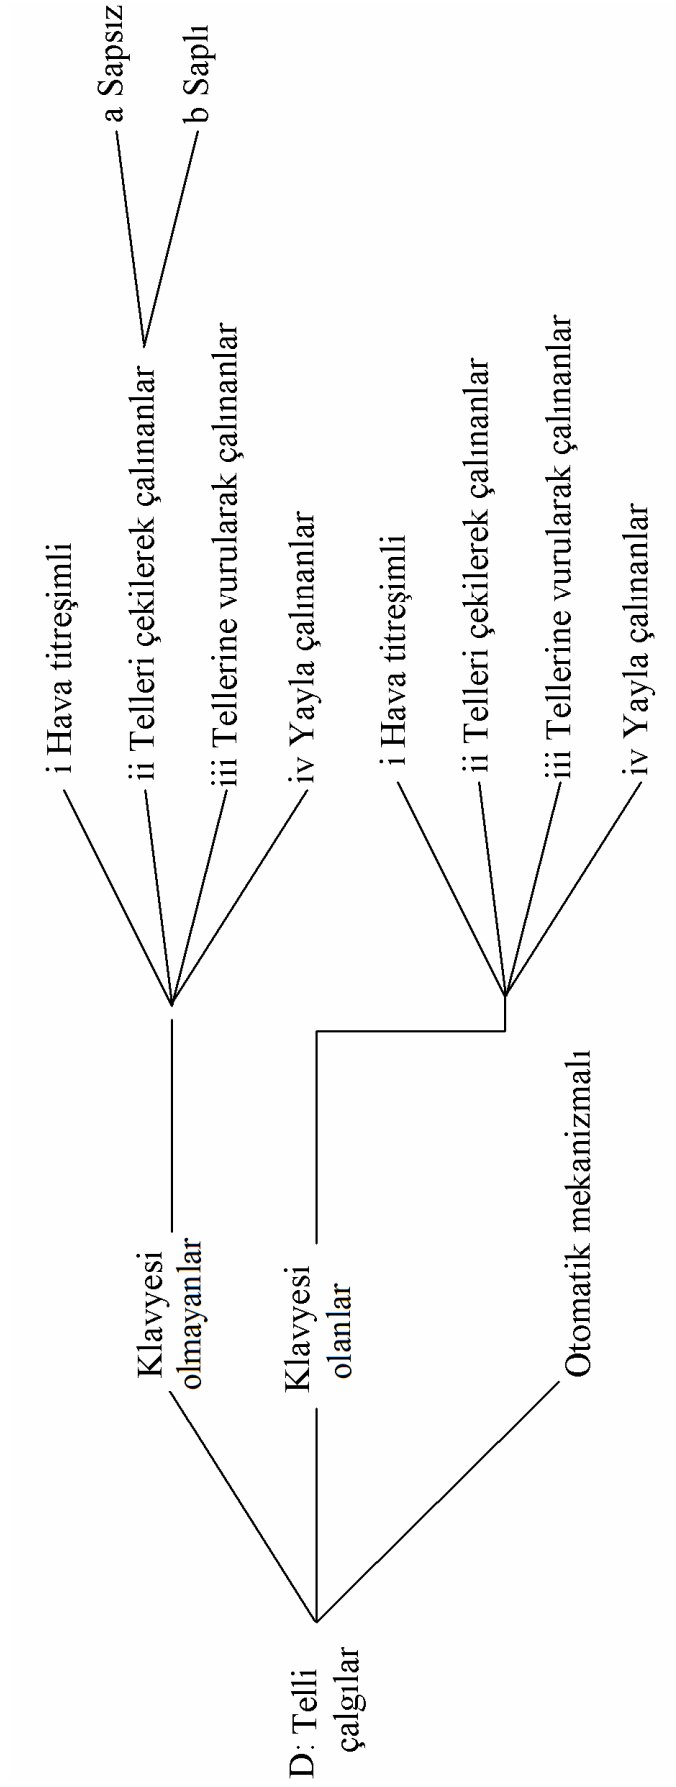 D: Telli
çalgılar
Klavyesi
olmayanlar
i Hava titreşimli
ii Telleri çekilerek çalınanlar
a Sapsız
b Saplı
iii Tellerine vurularak çalınanlar
iv Yayla çalınanlar
Klavyesi
olanlar
i Hava titreşimli
ii Telleri çekilerek çalınanlar
iii Tellerine vurularak çalınanlar
iv Yayla çalınanlar
Otomatik mekanizmalı